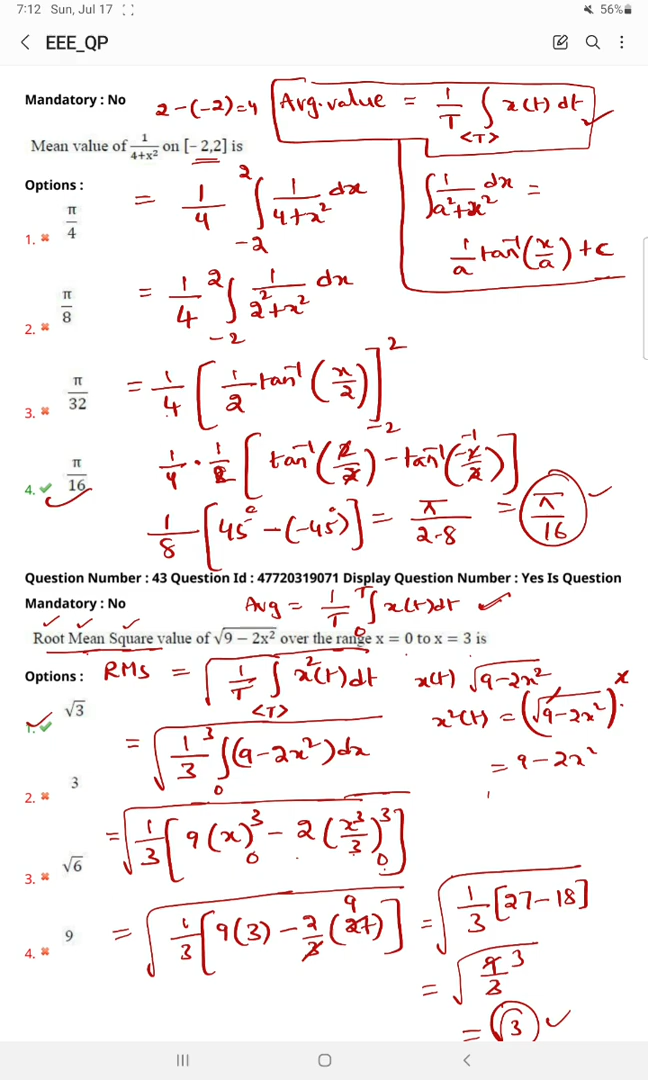 7:12 Sun, Jul 17
56%
EEE_QP
Mandatory : No
2-(-2)=4
Avg.value = 1/T ∫<T> x(t) dt
Mean value of 1/(4+x²) on [- 2,2] is
Options :
= 1/4 ∫_{-2}^{2} 1/(4+x²) dx
∫ 1/(a²+x²) dx =
1/a tan⁻¹(x/a) + c
1. π/4
= 1/4 ∫_{-2}^{2} 1/(2²+x²) dx
2. π/8
= 1/4 [1/2 tan⁻¹(x/2)]_{-2}^{2}
3. π/32
1/4 · 1/2 [tan⁻¹(2/2) - tan⁻¹(-2/2)]
4. π/16
1/8 [45° - (-45°)] = π/2·8 = π/16
Question Number : 43 Question Id : 47720319071 Display Question Number : Yes Is Question
Mandatory : No
Avg = 1/T ∫_0^T x(t)dt
Root Mean Square value of √(9 − 2x²) over the range x = 0 to x = 3 is
Options :
RMS = √(1/T ∫<T> x²(t)dt
x(t) √(9-2x²)
1. √3
x²(t) = (√(9-2x²))²
= √(1/3 ∫_0^3 (9-2x²)dx
= 9-2x²
2. 3
= √(1/3 [9(x)_0^3 - 2(x³/3)_0^3]
3. √6
= √(1/3 [9(3) - 2/3 (27)] 9
= √(1/3 [27-18]
4. 9
= √(9/3) 3
= √3